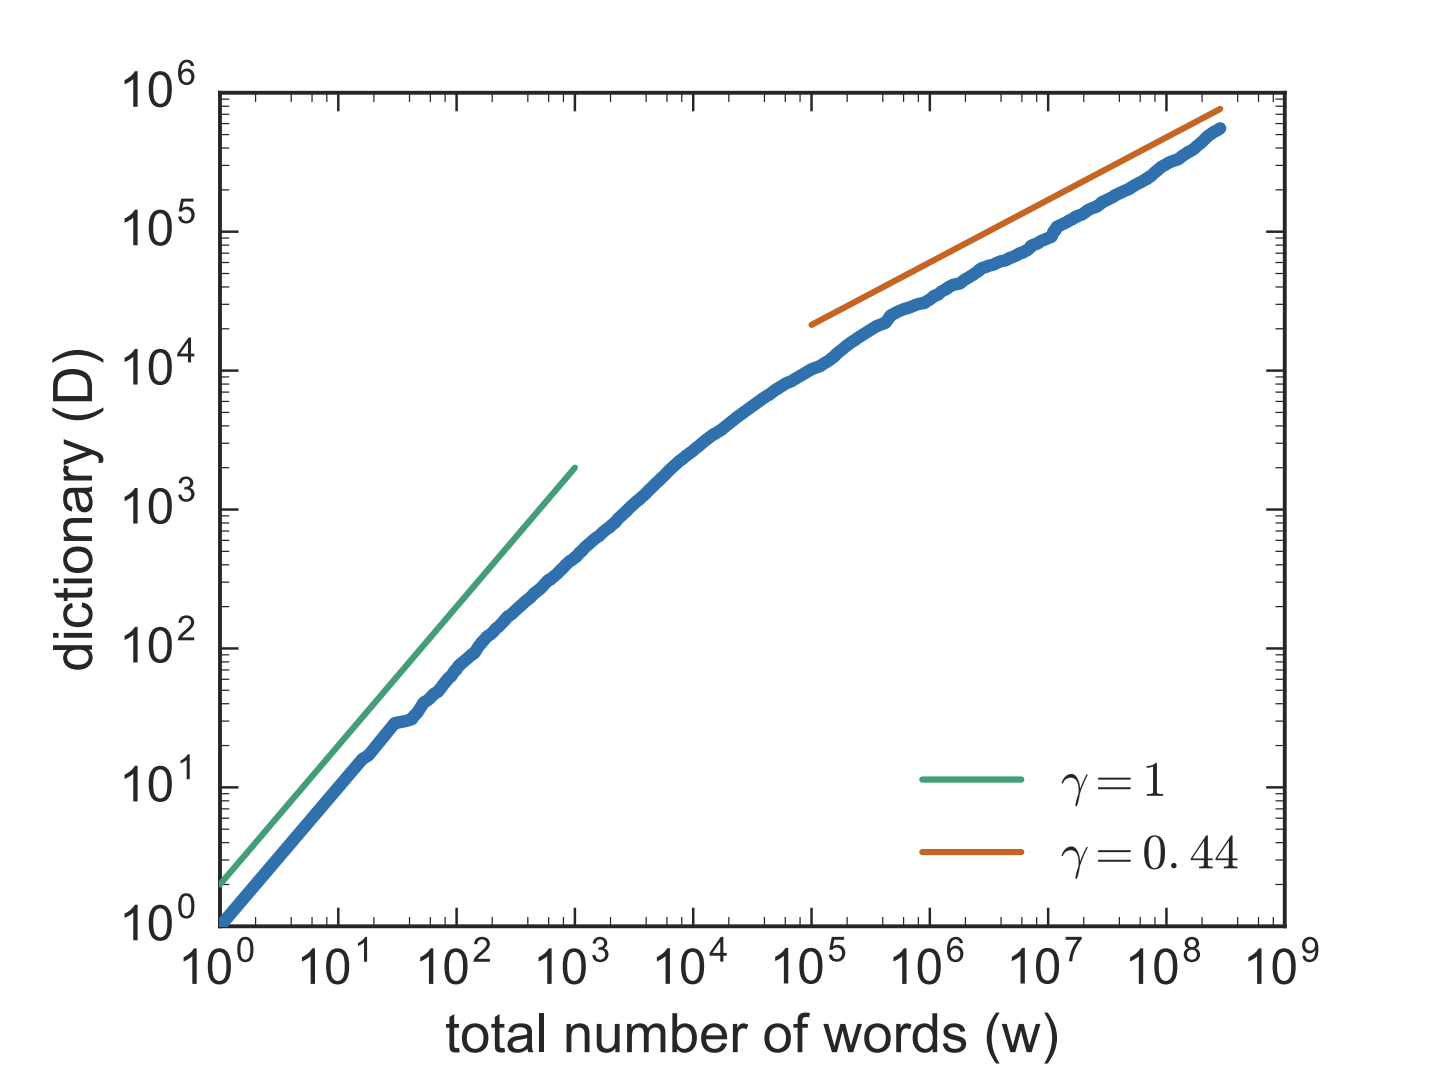 10^6
10^5
10^4
10^3
10^2
10^1
10^0
dictionary (D)
γ = 1
γ = 0.44
10^0 10^1 10^2 10^3 10^4 10^5 10^6 10^7 10^8 10^9
total number of words (w)